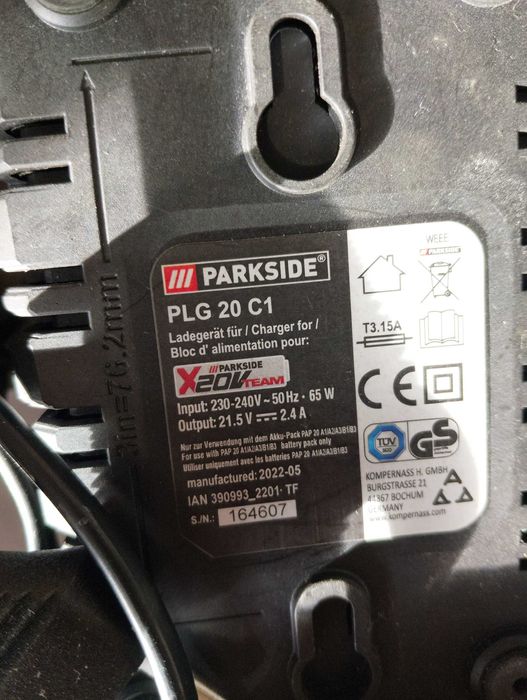 3in=76.2mm
PARKSIDE®
PLG 20 C1
Ladegerät für / Charger for /
Bloc d' alimentation pour:
PARKSIDE
X20V TEAM
Input: 230-240V ~ 50 Hz · 65 W
Output: 21.5 V ⎓ 2.4 A
Nur zur Verwendung mit dem Akku-Pack PAP 20 A1/A2/A3/B1/B3
For use with PAP 20 A1/A2/A3/B1/B3 battery pack only
Utiliser uniquement avec les batteries PAP 20 A1/A2/A3/B1/B3
manufactured: 2022-05
IAN 390993_2201· TF
S./N.: 164607
WEEE
PARKSIDE
T3.15A
CE
TÜV
SÜD
GS
KOMPERNASS H. GMBH
BURGSTRASSE 21
44867 BOCHUM
GERMANY
www.kompernass.com